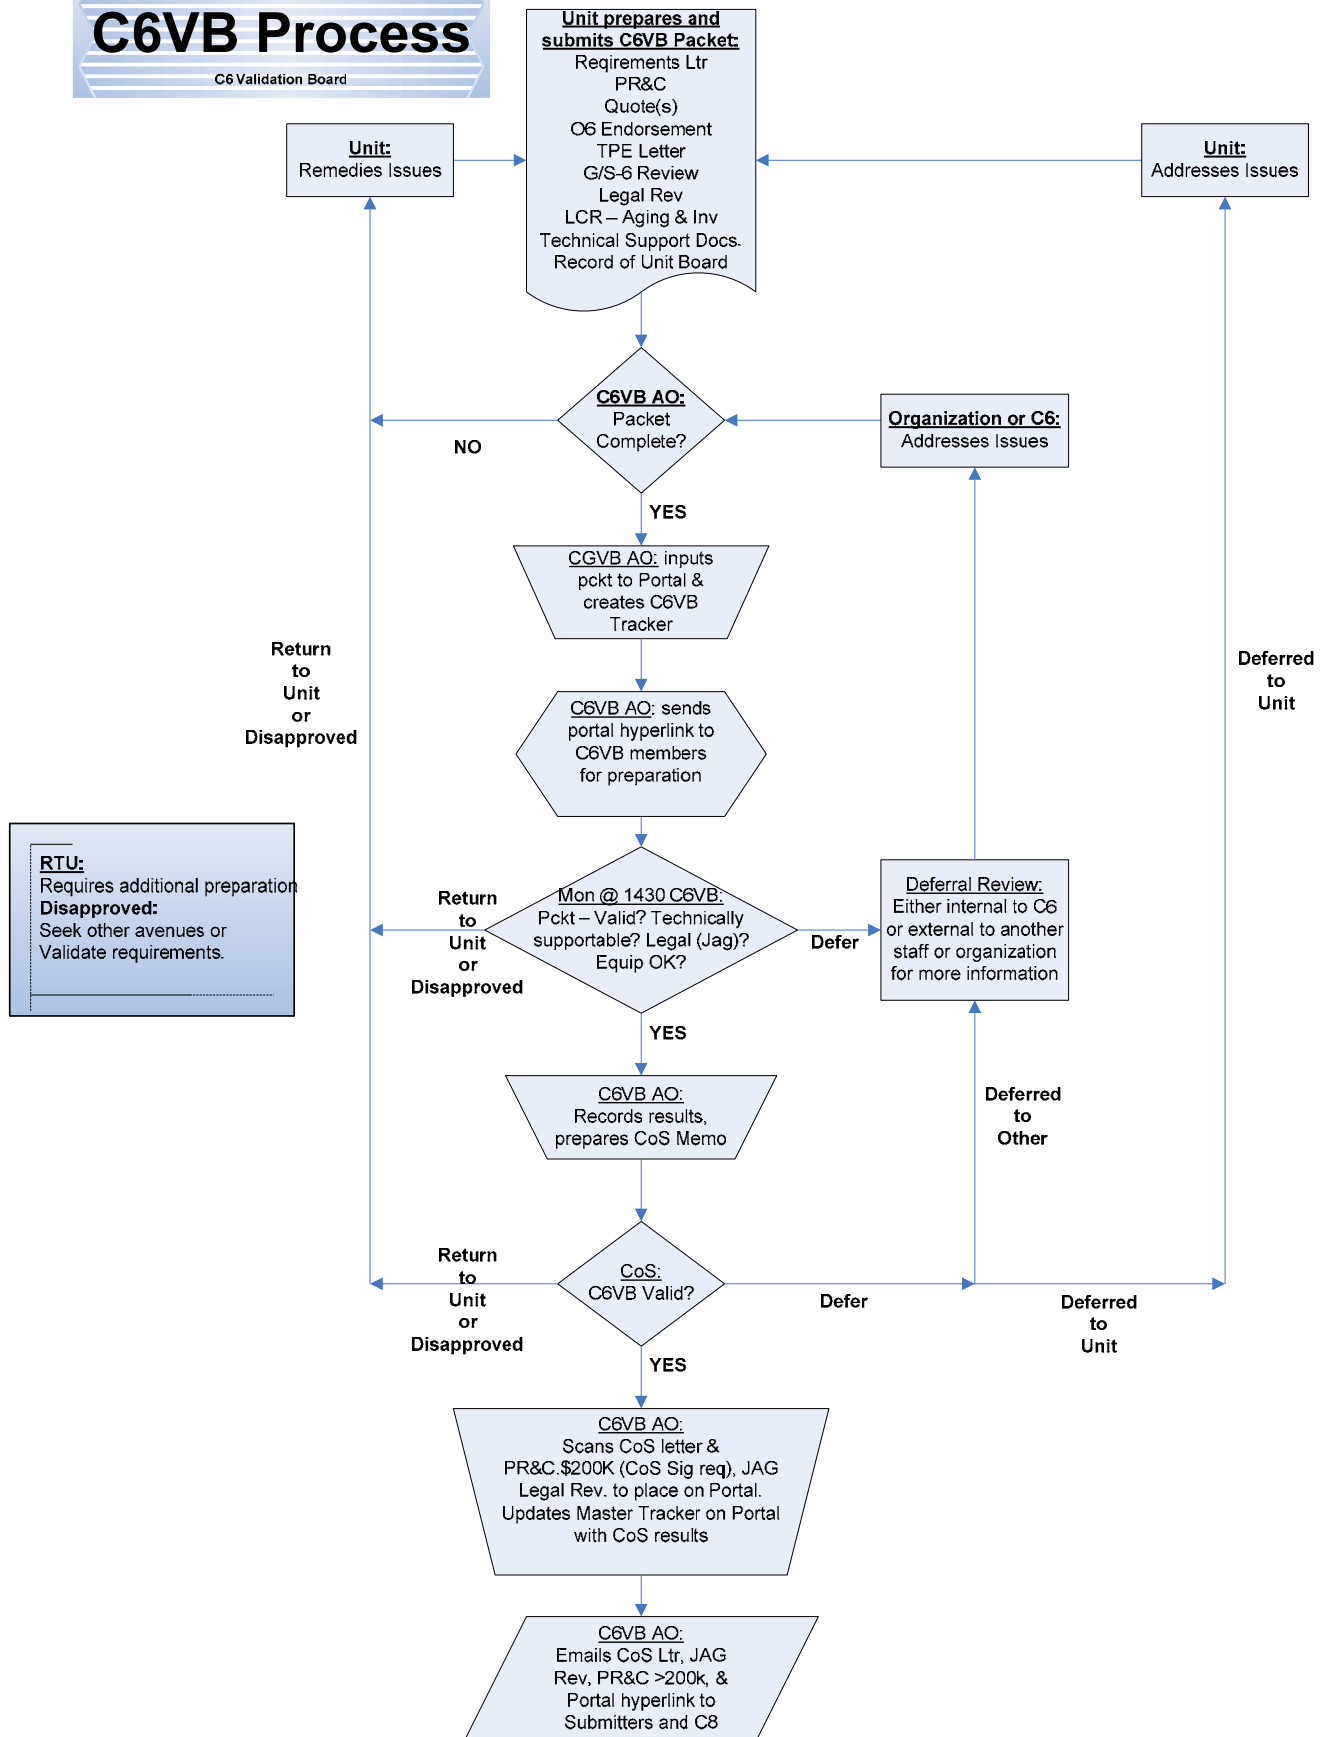 C6VB Process
C6 Validation Board
Unit prepares and
submits C6VB Packet:
Reqirements Ltr
PR&C
Quote(s)
O6 Endorsement
TPE Letter
G/S-6 Review
Legal Rev
LCR – Aging & Inv
Technical Support Docs.
Record of Unit Board
Unit:
Remedies Issues
Unit:
Addresses Issues
C6VB AO:
Packet
Complete?
NO
Organization or C6:
Addresses Issues
YES
CGVB AO: inputs
pckt to Portal &
creates C6VB
Tracker
Return
to
Unit
or
Disapproved
Deferred
to
Unit
C6VB AO: sends
portal hyperlink to
C6VB members
for preparation
RTU:
Requires additional preparation
Disapproved:
Seek other avenues or
Validate requirements.
Return
to
Unit
or
Disapproved
Mon @ 1430 C6VB:
Pckt – Valid? Technically
supportable? Legal (Jag)?
Equip OK?
Defer
Deferral Review:
Either internal to C6
or external to another
staff or organization
for more information
YES
C6VB AO:
Records results,
prepares CoS Memo
Deferred
to
Other
Return
to
Unit
or
Disapproved
CoS:
C6VB Valid?
Defer
Deferred
to
Unit
YES
C6VB AO:
Scans CoS letter &
PR&C.$200K (CoS Sig req), JAG
Legal Rev. to place on Portal.
Updates Master Tracker on Portal
with CoS results
C6VB AO:
Emails CoS Ltr, JAG
Rev, PR&C >200k, &
Portal hyperlink to
Submitters and C8